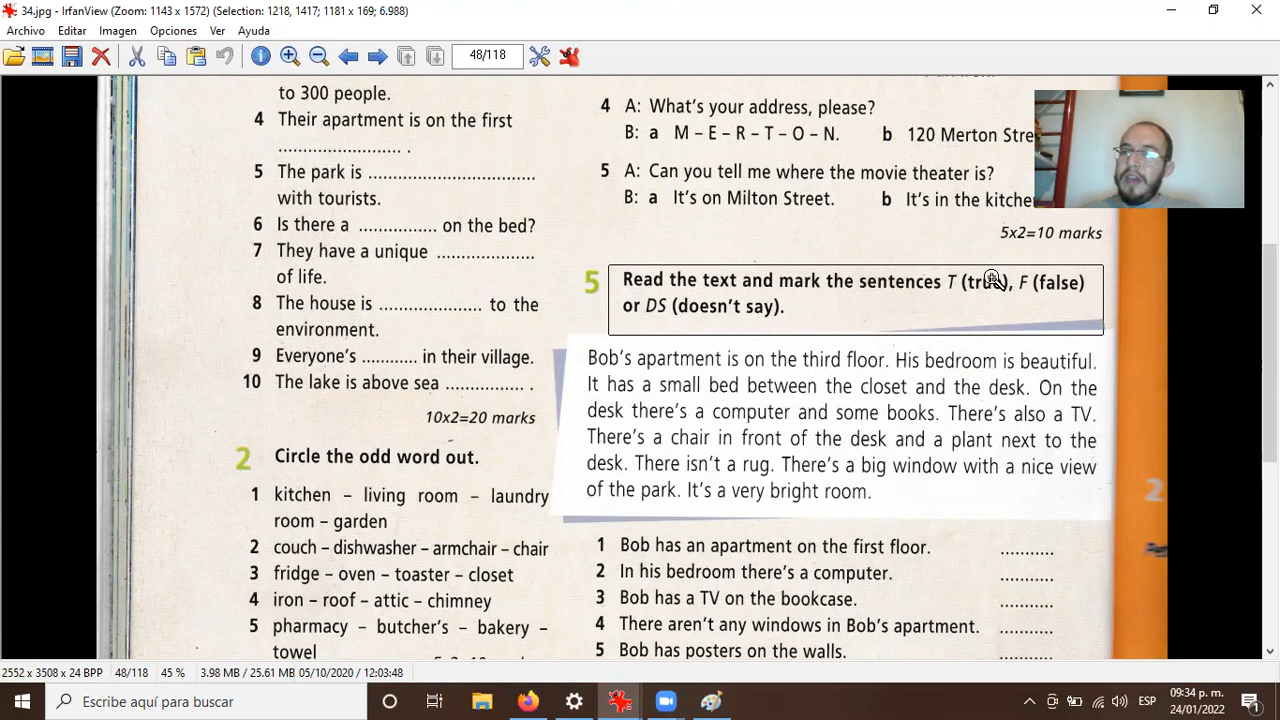 34.jpg - IrfanView (Zoom: 1143 x 1572) (Selection: 1218, 1417; 1181 x 169; 6.988)
Archivo Editar Imagen Opciones Ver Ayuda
48/118
to 300 people.
4 Their apartment is on the first
......................... .
5 The park is ..................................
with tourists.
6 Is there a ................ on the bed?
7 They have a unique ....................
of life.
8 The house is ..................... to the
environment.
9 Everyone's ........... in their village.
10 The lake is above sea ................ .
10x2=20 marks
2 Circle the odd word out.
1 kitchen – living room – laundry
room – garden
2 couch – dishwasher – armchair – chair
3 fridge – oven – toaster – closet
4 iron – roof – attic – chimney
5 pharmacy – butcher's – bakery –
towel
4 A: What's your address, please?
B: a M – E – R – T – O – N. b 120 Merton Stre
5 A: Can you tell me where the movie theater is?
B: a It's on Milton Street. b It's in the kitche
5x2=10 marks
5 Read the text and mark the sentences T (true), F (false)
or DS (doesn't say).
Bob's apartment is on the third floor. His bedroom is beautiful.
It has a small bed between the closet and the desk. On the
desk there's a computer and some books. There's also a TV.
There's a chair in front of the desk and a plant next to the
desk. There isn't a rug. There's a big window with a nice view
of the park. It's a very bright room.
1 Bob has an apartment on the first floor. ...........
2 In his bedroom there's a computer. ...........
3 Bob has a TV on the bookcase. ...........
4 There aren't any windows in Bob's apartment. ...........
5 Bob has posters on the walls.
2
2552 x 3508 x 24 BPP 48/118 45 % 3.98 MB / 25.61 MB 05/10/2020 / 12:03:48
Escribe aquí para buscar
ESP
09:34 p. m.
24/01/2022
1